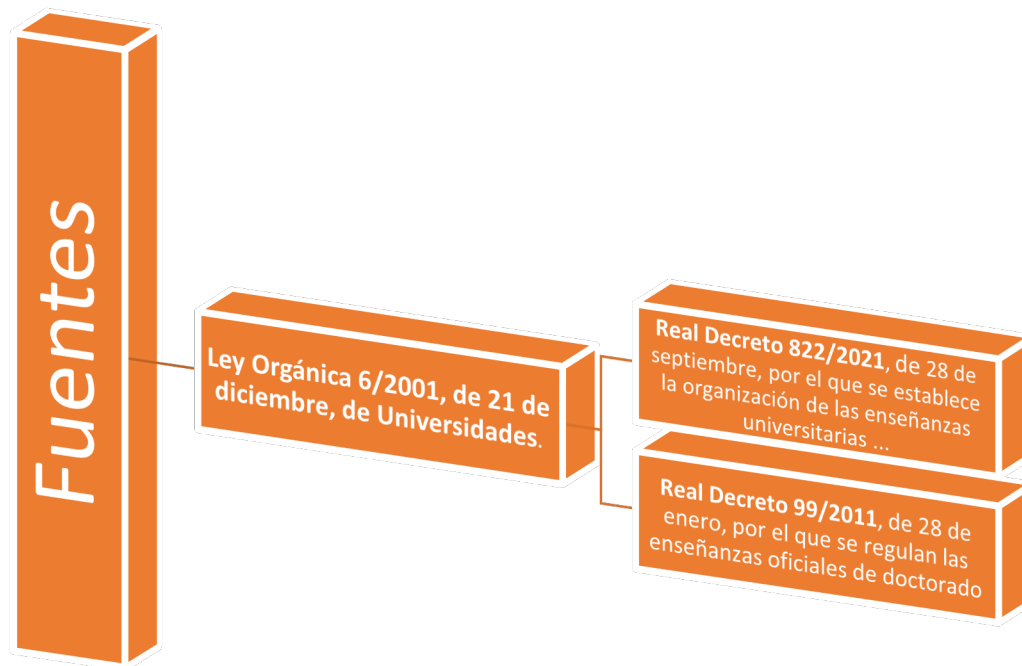 Fuentes
Ley Orgánica 6/2001, de 21 de
diciembre, de Universidades.
Real Decreto 822/2021, de 28 de
septiembre, por el que se establece
la organización de las enseñanzas
universitarias ...
Real Decreto 99/2011, de 28 de
enero, por el que se regulan las
enseñanzas oficiales de doctorado